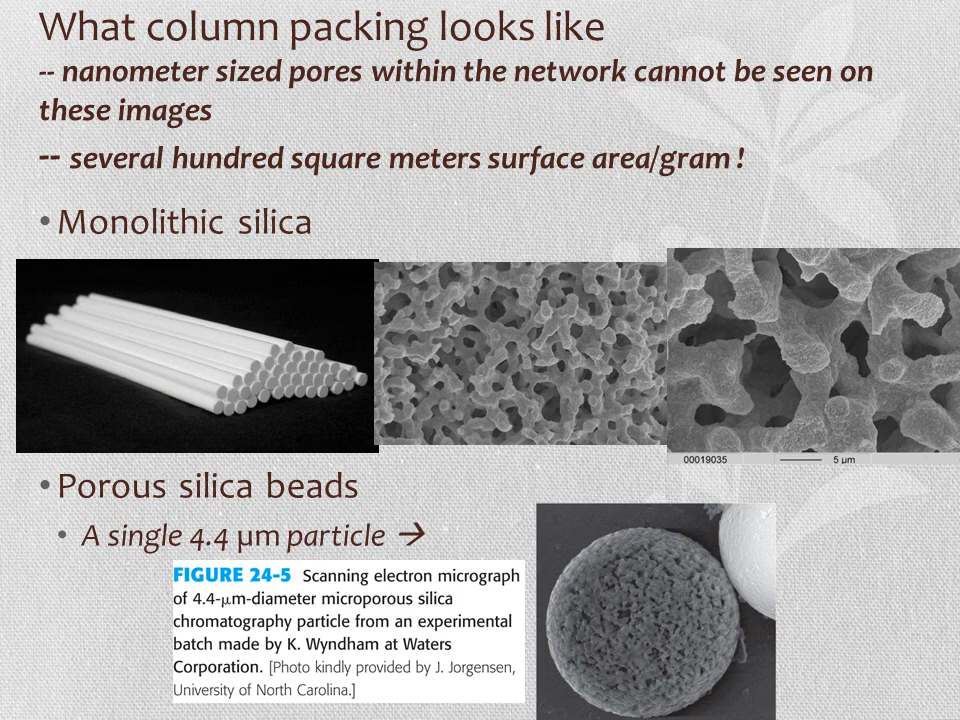 What column packing looks like
-- nanometer sized pores within the network cannot be seen on
these images
-- several hundred square meters surface area/gram !
• Monolithic silica
00019035 5 µm
• Porous silica beads
• A single 4.4 µm particle →
FIGURE 24-5 Scanning electron micrograph
of 4.4-μm-diameter microporous silica
chromatography particle from an experimental
batch made by K. Wyndham at Waters
Corporation. [Photo kindly provided by J. Jorgensen,
University of North Carolina.]